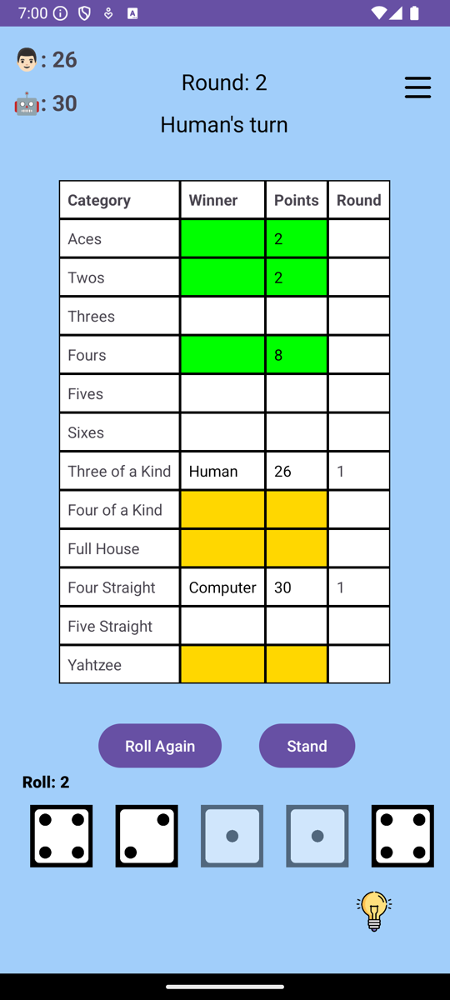 7:00
👨🏻: 26
🤖: 30
Round: 2
Human's turn
Category Winner Points Round
Aces 2
Twos 2
Threes
Fours 8
Fives
Sixes
Three of a Kind Human 26 1
Four of a Kind
Full House
Four Straight Computer 30 1
Five Straight
Yahtzee
Roll Again Stand
Roll: 2